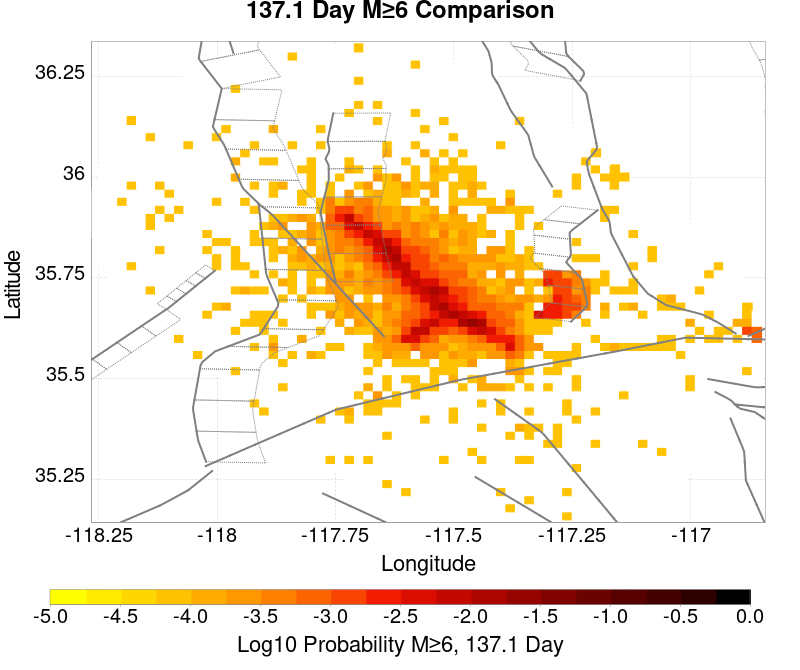 137.1 Day M≥6 Comparison
36.25
36
35.75
35.5
35.25
Latitude
-118.25 -118 -117.75 -117.5 -117.25 -117
Longitude
-5.0 -4.5 -4.0 -3.5 -3.0 -2.5 -2.0 -1.5 -1.0 -0.5 0.0
Log10 Probability M≥6, 137.1 Day